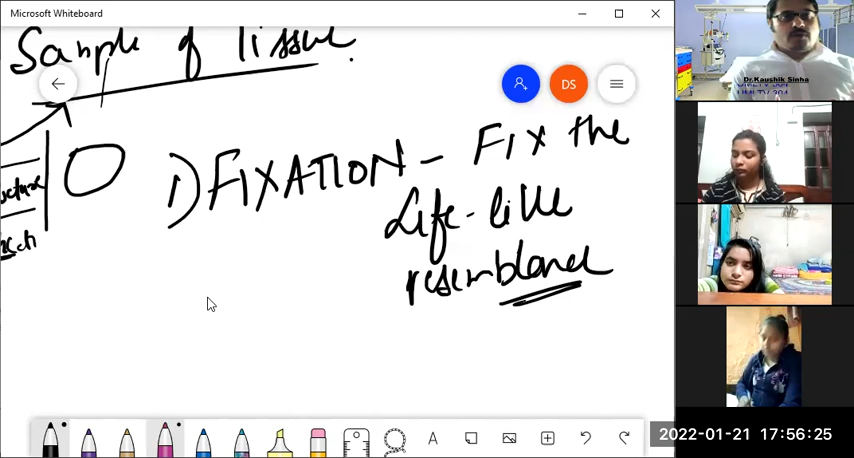 Microsoft Whiteboard
Sample of tissue.
DS
1) FIXATION - Fix the
Life-like
resemblance
Dr.Kaushik Sinha
A
2022-01-21 17:56:25